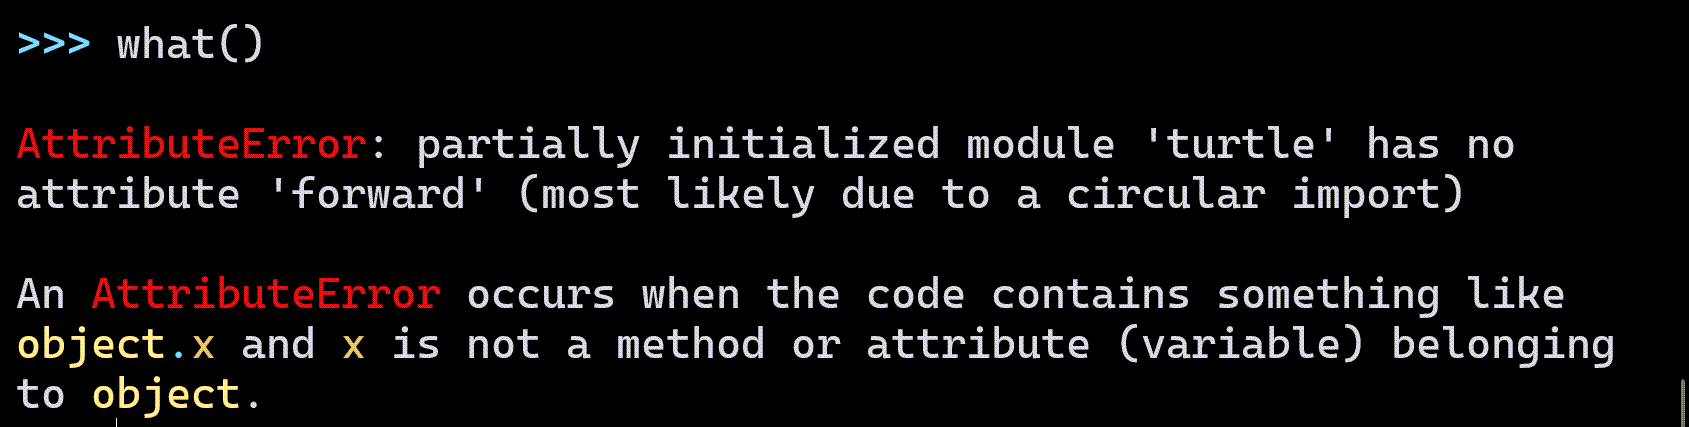 >>> what()
AttributeError: partially initialized module 'turtle' has no
attribute 'forward' (most likely due to a circular import)
An AttributeError occurs when the code contains something like
object.x and x is not a method or attribute (variable) belonging
to object.